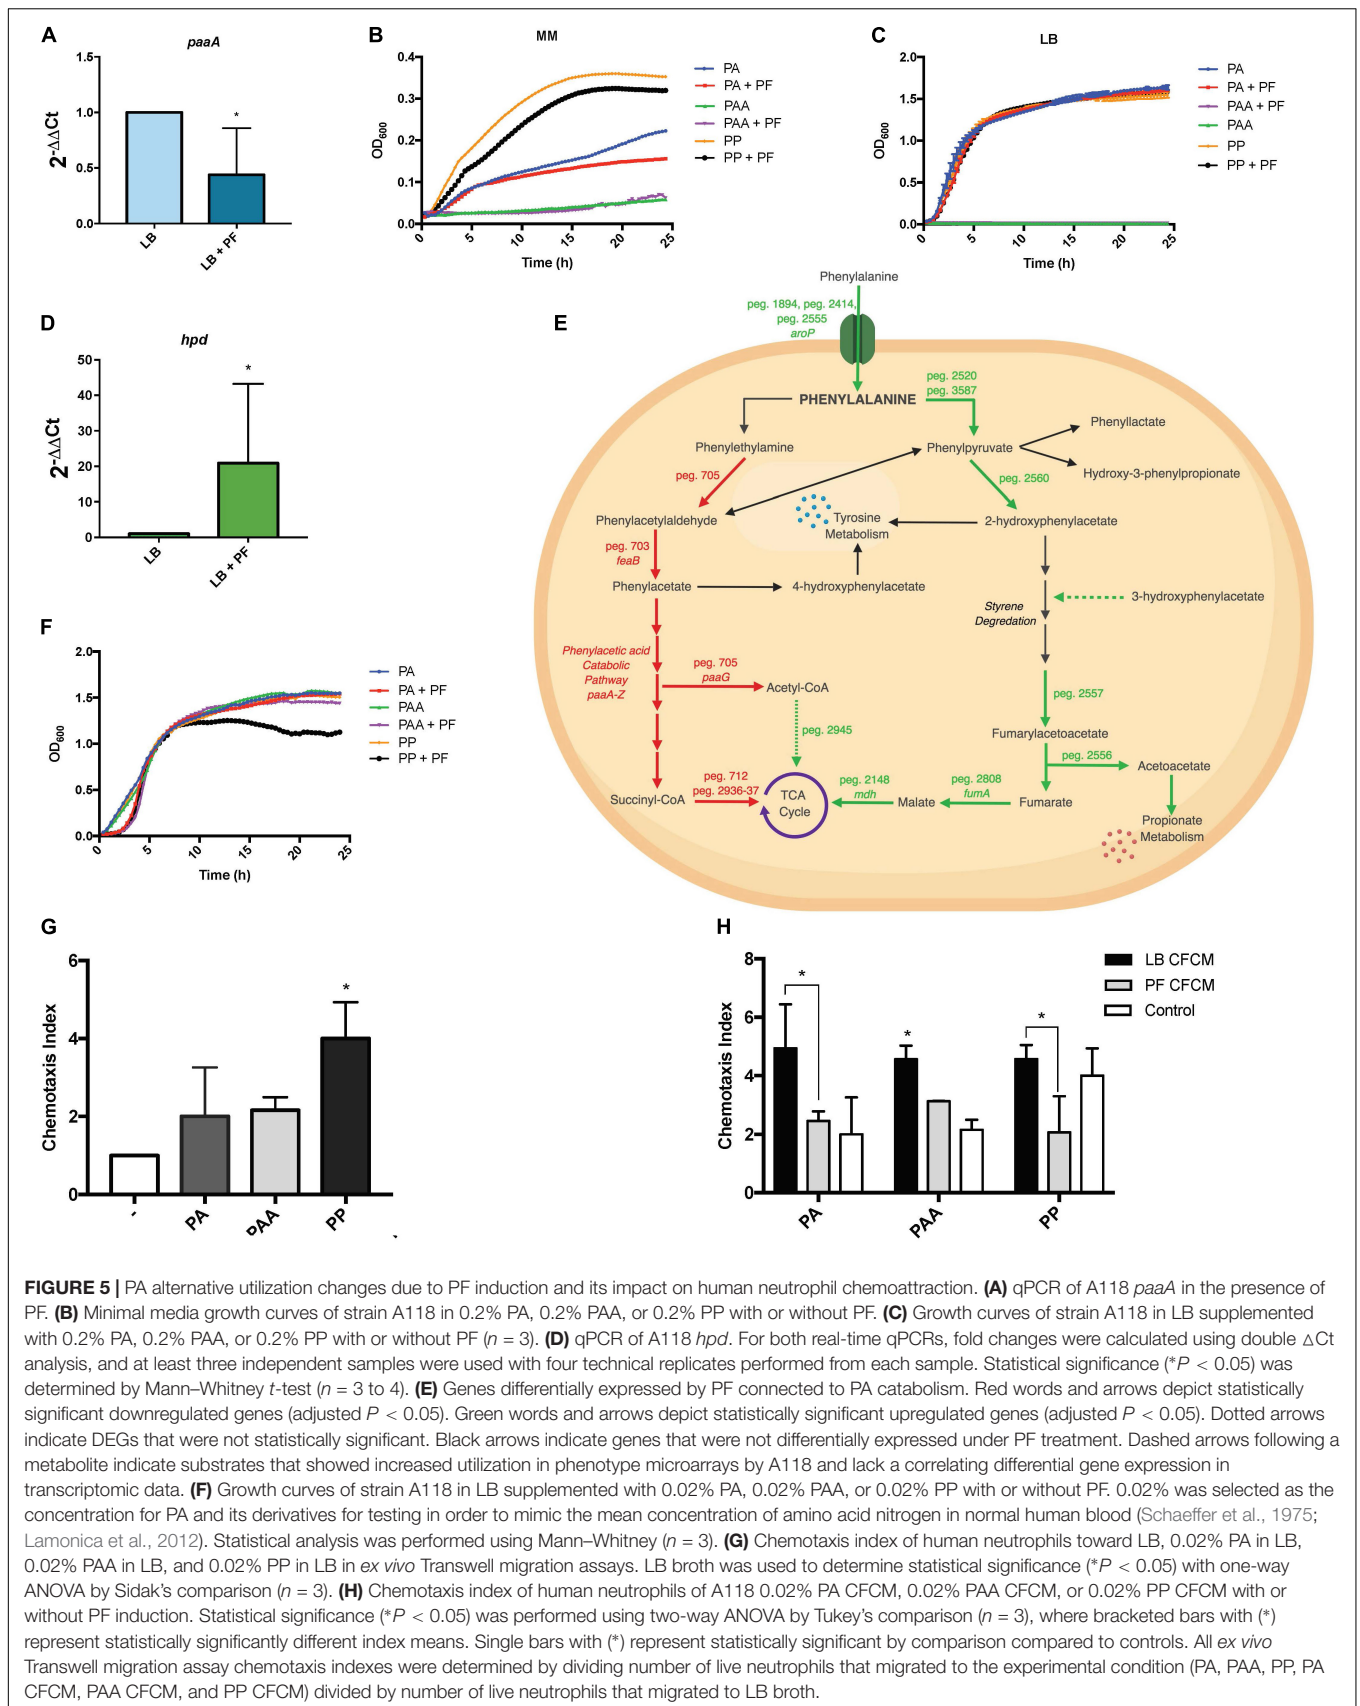 A
paaA
2-ΔΔCt
1.5
1.0
0.5
0.0
*
LB
LB + PF
B
MM
OD600
0.4
0.3
0.2
0.1
0.0
0
5
10
15
20
25
Time (h)
PA
PA + PF
PAA
PAA + PF
PP
PP + PF
C
LB
OD600
2.0
1.5
1.0
0.5
0.0
0
5
10
15
20
25
Time (h)
PA
PA + PF
PAA + PF
PAA
PP
PP + PF
D
hpd
2-ΔΔCt
50
40
30
20
10
0
*
LB
LB + PF
E
Phenylalanine
peg. 1894, peg. 2414,
peg. 2555
aroP
PHENYLALANINE
peg. 2520
peg. 3587
Phenylethylamine
Phenylpyruvate
Phenyllactate
Hydroxy-3-phenylpropionate
peg. 705
peg. 2560
Phenylacetylaldehyde
Tyrosine
Metabolism
2-hydroxyphenylacetate
peg. 703
feaB
Phenylacetate
4-hydroxyphenylacetate
Styrene
Degredation
3-hydroxyphenylacetate
Phenylacetic acid
Catabolic
Pathway
paaA-Z
peg. 705
paaG
Acetyl-CoA
peg. 2945
peg. 2557
Fumarylacetoacetate
peg. 2556
Acetoacetate
Succinyl-CoA
peg. 712
peg. 2936-37
TCA
Cycle
peg. 2148
mdh
Malate
peg. 2808
fumA
Fumarate
Propionate
Metabolism
F
OD600
2.0
1.5
1.0
0.5
0.0
0
5
10
15
20
25
Time (h)
PA
PA + PF
PAA
PAA + PF
PP
PP + PF
G
Chemotaxis Index
6
4
2
0
*
-
PA
PAA
PP
H
Chemotaxis Index
8
6
4
2
0
*
*
*
PA
PAA
PP
LB CFCM
PF CFCM
Control
FIGURE 5 | PA alternative utilization changes due to PF induction and its impact on human neutrophil chemoattraction. (A) qPCR of A118 paaA in the presence of
PF. (B) Minimal media growth curves of strain A118 in 0.2% PA, 0.2% PAA, or 0.2% PP with or without PF. (C) Growth curves of strain A118 in LB supplemented
with 0.2% PA, 0.2% PAA, or 0.2% PP with or without PF (n = 3). (D) qPCR of A118 hpd. For both real-time qPCRs, fold changes were calculated using double △Ct
analysis, and at least three independent samples were used with four technical replicates performed from each sample. Statistical significance (*P < 0.05) was
determined by Mann–Whitney t-test (n = 3 to 4). (E) Genes differentially expressed by PF connected to PA catabolism. Red words and arrows depict statistically
significant downregulated genes (adjusted P < 0.05). Green words and arrows depict statistically significant upregulated genes (adjusted P < 0.05). Dotted arrows
indicate DEGs that were not statistically significant. Black arrows indicate genes that were not differentially expressed under PF treatment. Dashed arrows following a
metabolite indicate substrates that showed increased utilization in phenotype microarrays by A118 and lack a correlating differential gene expression in
transcriptomic data. (F) Growth curves of strain A118 in LB supplemented with 0.02% PA, 0.02% PAA, or 0.02% PP with or without PF. 0.02% was selected as the
concentration for PA and its derivatives for testing in order to mimic the mean concentration of amino acid nitrogen in normal human blood (Schaeffer et al., 1975;
Lamonica et al., 2012). Statistical analysis was performed using Mann–Whitney (n = 3). (G) Chemotaxis index of human neutrophils toward LB, 0.02% PA in LB,
0.02% PAA in LB, and 0.02% PP in LB in ex vivo Transwell migration assays. LB broth was used to determine statistical significance (*P < 0.05) with one-way
ANOVA by Sidak's comparison (n = 3). (H) Chemotaxis index of human neutrophils of A118 0.02% PA CFCM, 0.02% PAA CFCM, or 0.02% PP CFCM with or
without PF induction. Statistical significance (*P < 0.05) was performed using two-way ANOVA by Tukey's comparison (n = 3), where bracketed bars with (*)
represent statistically significantly different index means. Single bars with (*) represent statistically significant by comparison compared to controls. All ex vivo
Transwell migration assay chemotaxis indexes were determined by dividing number of live neutrophils that migrated to the experimental condition (PA, PAA, PP, PA
CFCM, PAA CFCM, and PP CFCM) divided by number of live neutrophils that migrated to LB broth.